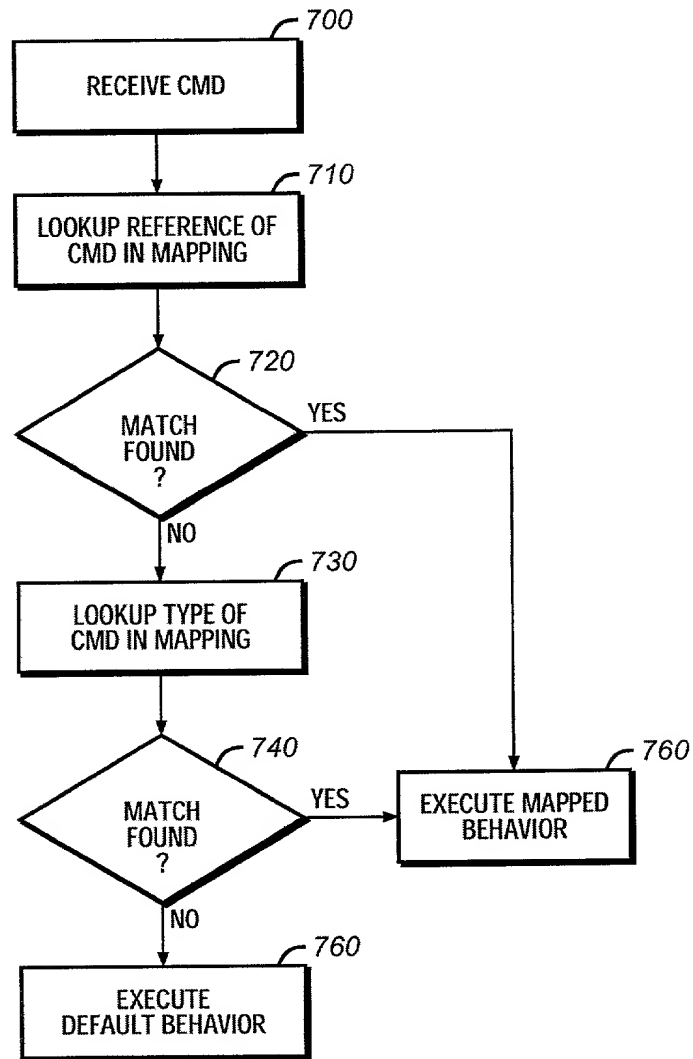 700
RECEIVE CMD
710
LOOKUP REFERENCE OF
CMD IN MAPPING
720
MATCH
FOUND
?
YES
NO
730
LOOKUP TYPE OF
CMD IN MAPPING
740
MATCH
FOUND
?
YES
760
EXECUTE MAPPED
BEHAVIOR
NO
760
EXECUTE
DEFAULT BEHAVIOR